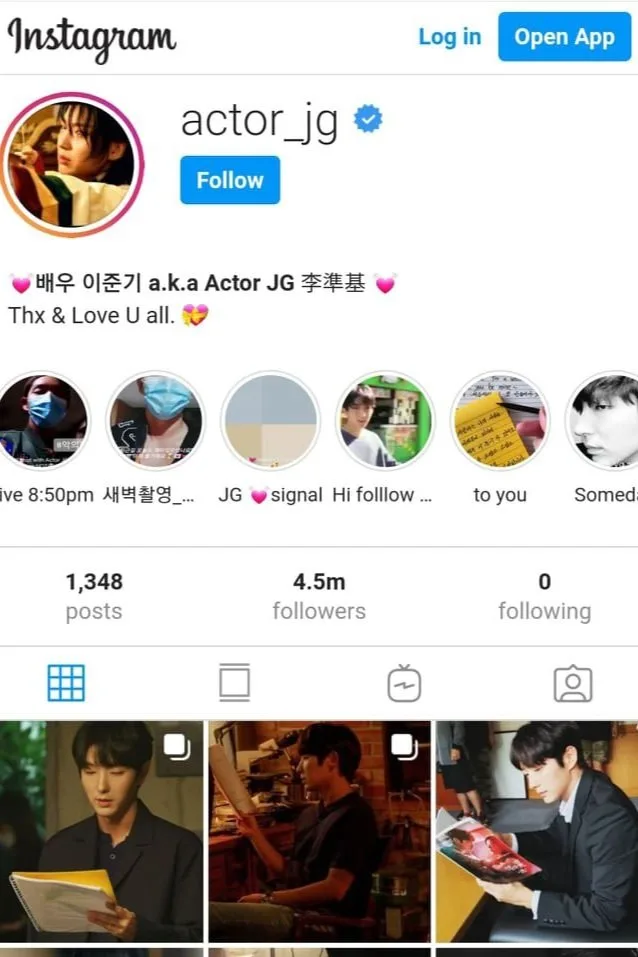 Instagram
Log in
Open App
actor_jg
Follow
💓배우 이준기 a.k.a Actor JG 李準基 💓
Thx & Love U all. 💝
ive 8:50pm
새벽촬영_...
JG 💓signal
Hi folllow ...
to you
Someda
1,348
4.5m
0
posts
followers
following